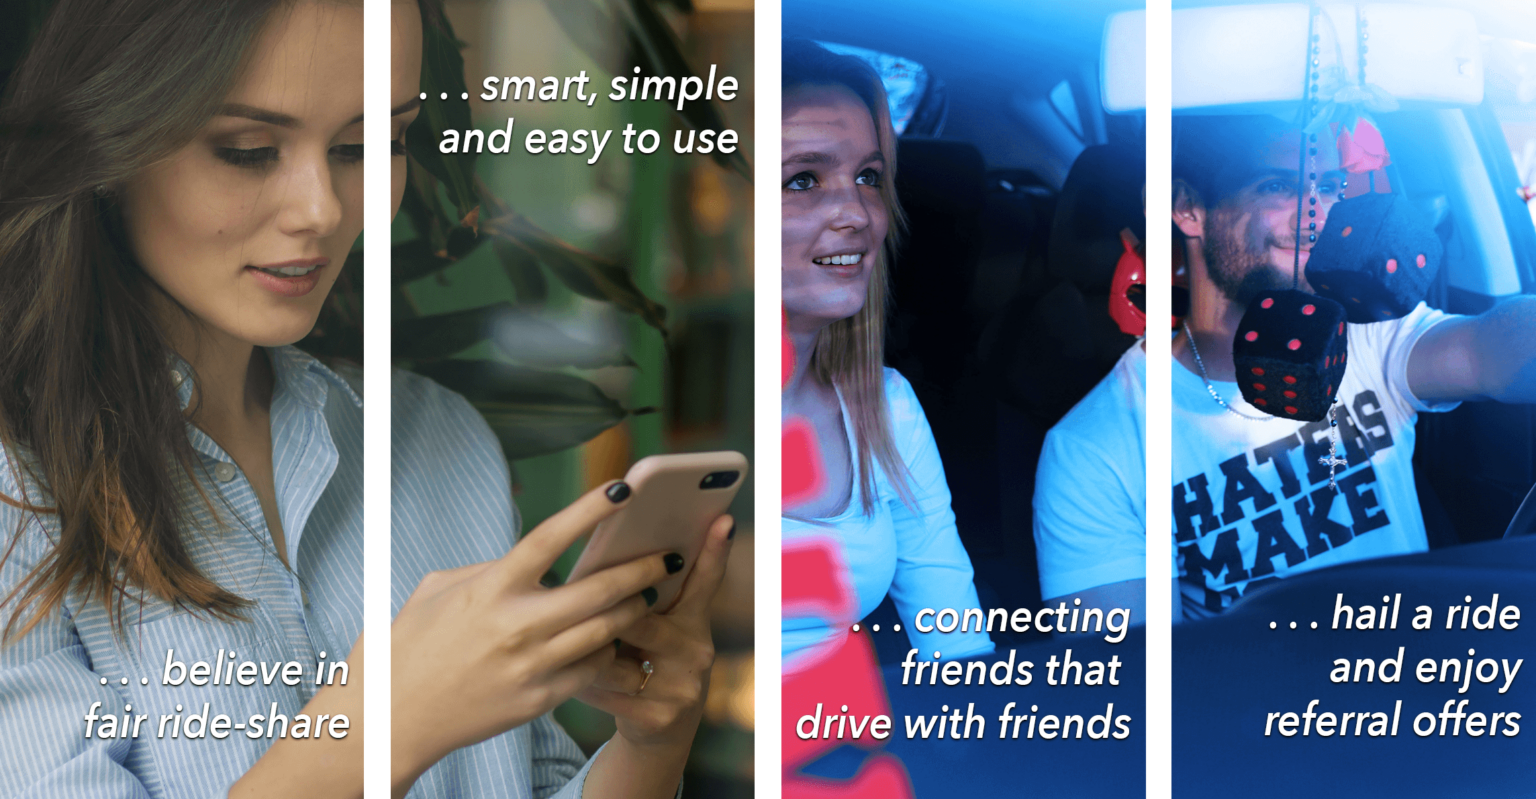 . . . believe in
fair ride-share
. . . smart, simple
and easy to use
. . . connecting
friends that
drive with friends
HATERS
MAKE
. . . hail a ride
and enjoy
referral offers